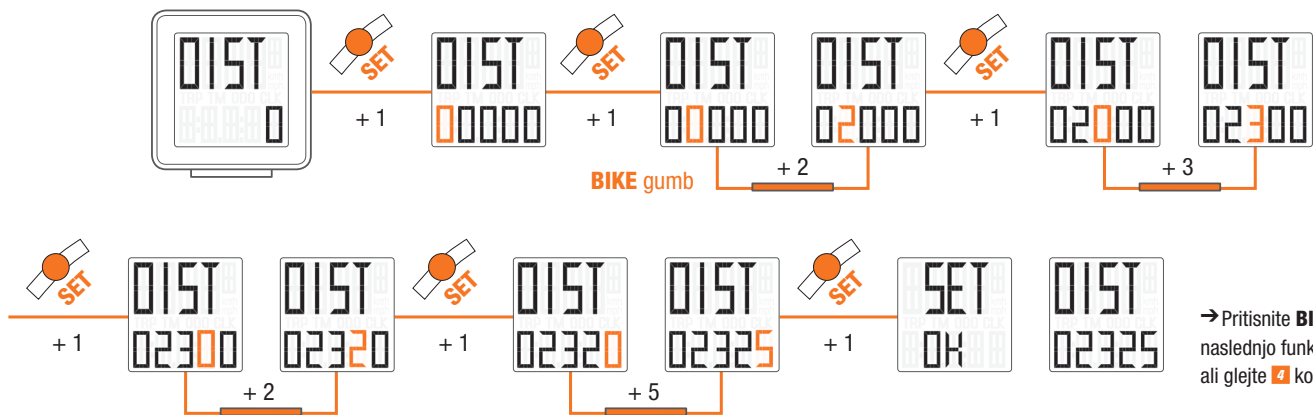 DIST
0
SET
+ 1
DIST
00000
SET
+ 1
DIST
00000
BIKE gumb
+ 2
DIST
02000
SET
+ 1
DIST
02000
+ 3
DIST
02300
SET
+ 1
DIST
02300
+ 2
DIST
02320
SET
+ 1
DIST
02320
+ 5
DIST
02325
SET
+ 1
SET
OK
DIST
02325
→Pritisnite BI
naslednjo funk
ali glejte 4 ko